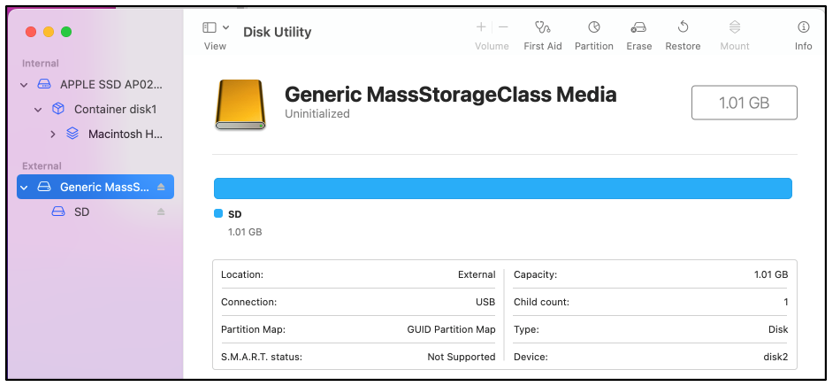 Disk Utility
View
Volume
First Aid
Partition
Erase
Restore
Mount
Info
Internal
APPLE SSD AP02...
Container disk1
Macintosh H...
External
Generic MassS...
SD
Generic MassStorageClass Media
Uninitialized
1.01 GB
SD
1.01 GB
Location: External
Connection: USB
Partition Map: GUID Partition Map
S.M.A.R.T. status: Not Supported
Capacity: 1.01 GB
Child count: 1
Type: Disk
Device: disk2